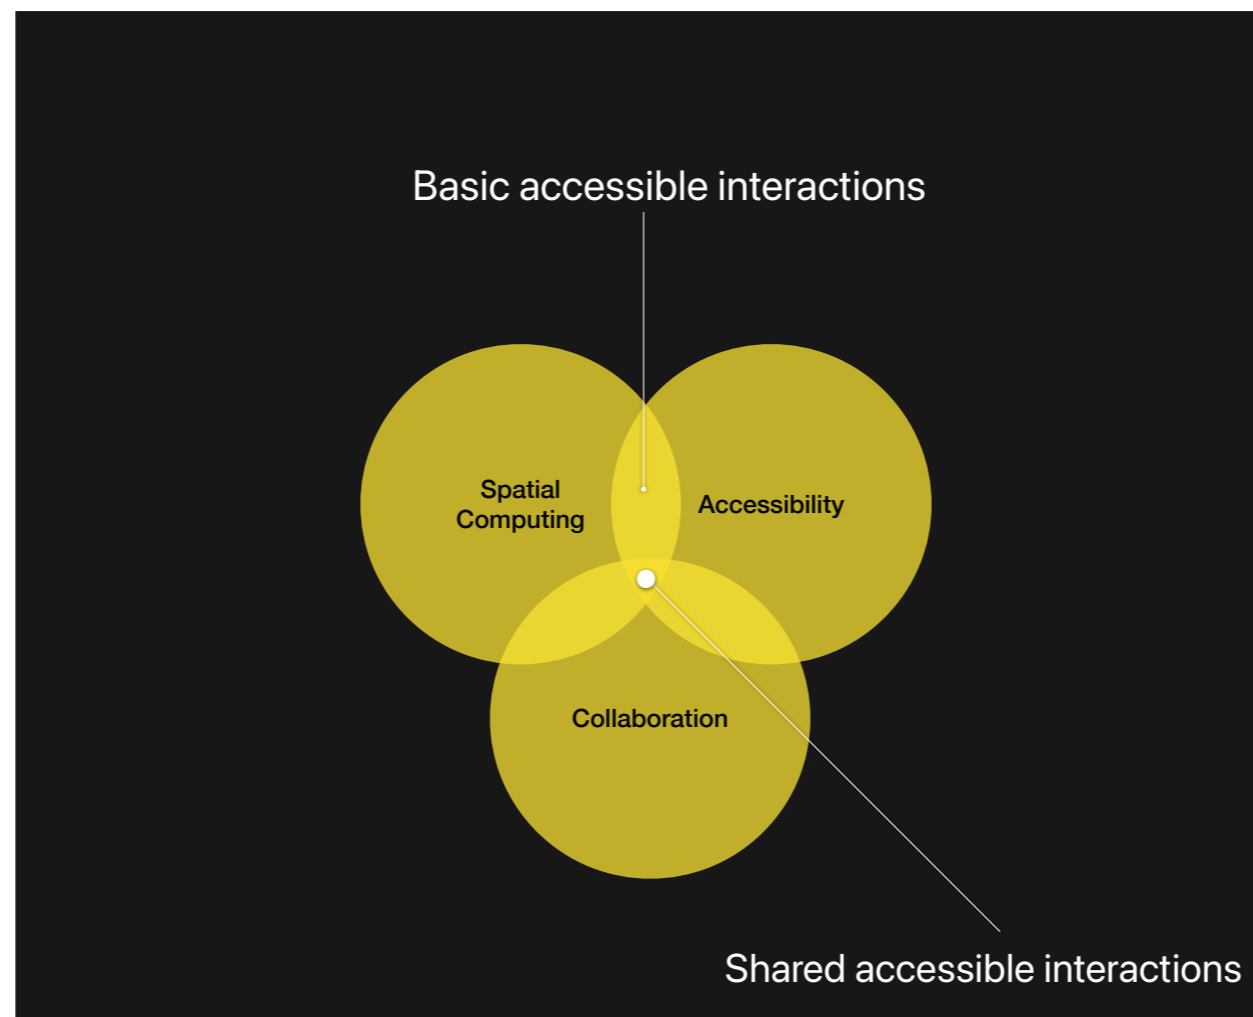 Basic accessible interactions
Spatial
Computing
Accessibility
Collaboration
Shared accessible interactions